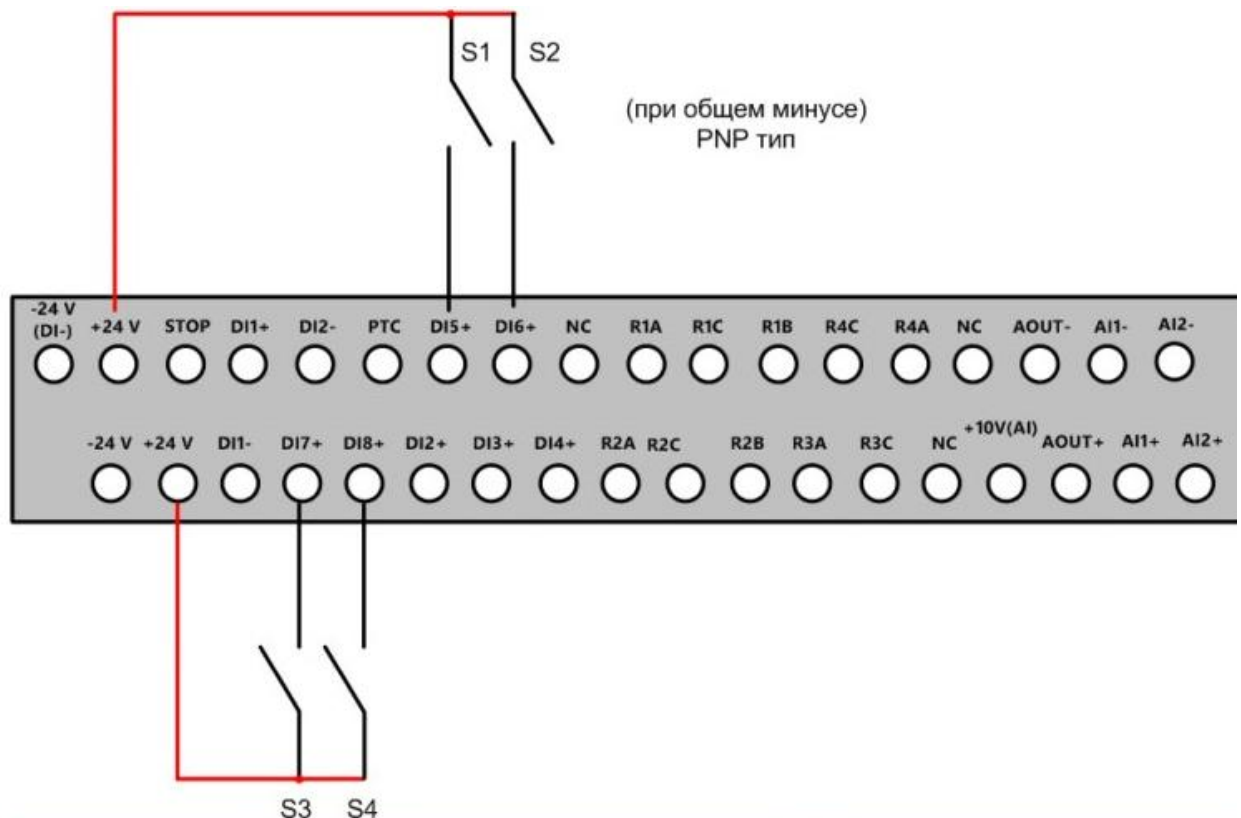 S1 S2
(при общем минусе)
PNP тип
-24 V
(DI-) +24 V STOP DI1+ DI2- PTC DI5+ DI6+ NC R1A R1C R1B R4C R4A NC AOUT- AI1- AI2-
-24 V +24 V DI1- DI7+ DI8+ DI2+ DI3+ DI4+ R2A R2C R2B R3A R3C NC +10V(AI) AOUT+ AI1+ AI2+
S3 S4